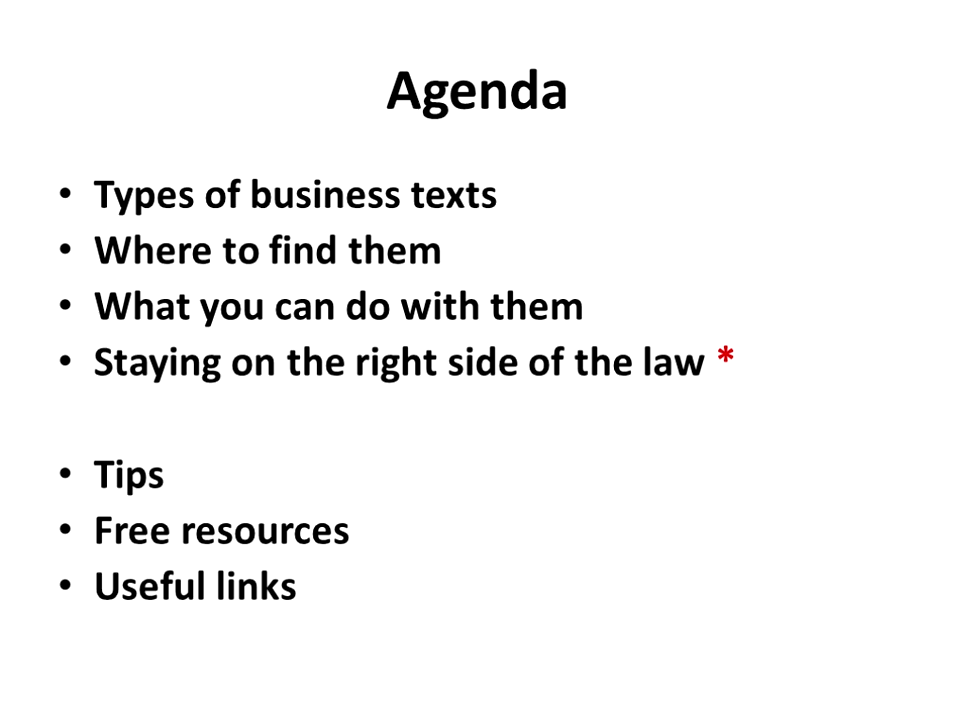 Agenda
• Types of business texts
• Where to find them
• What you can do with them
• Staying on the right side of the law *
• Tips
• Free resources
• Useful links